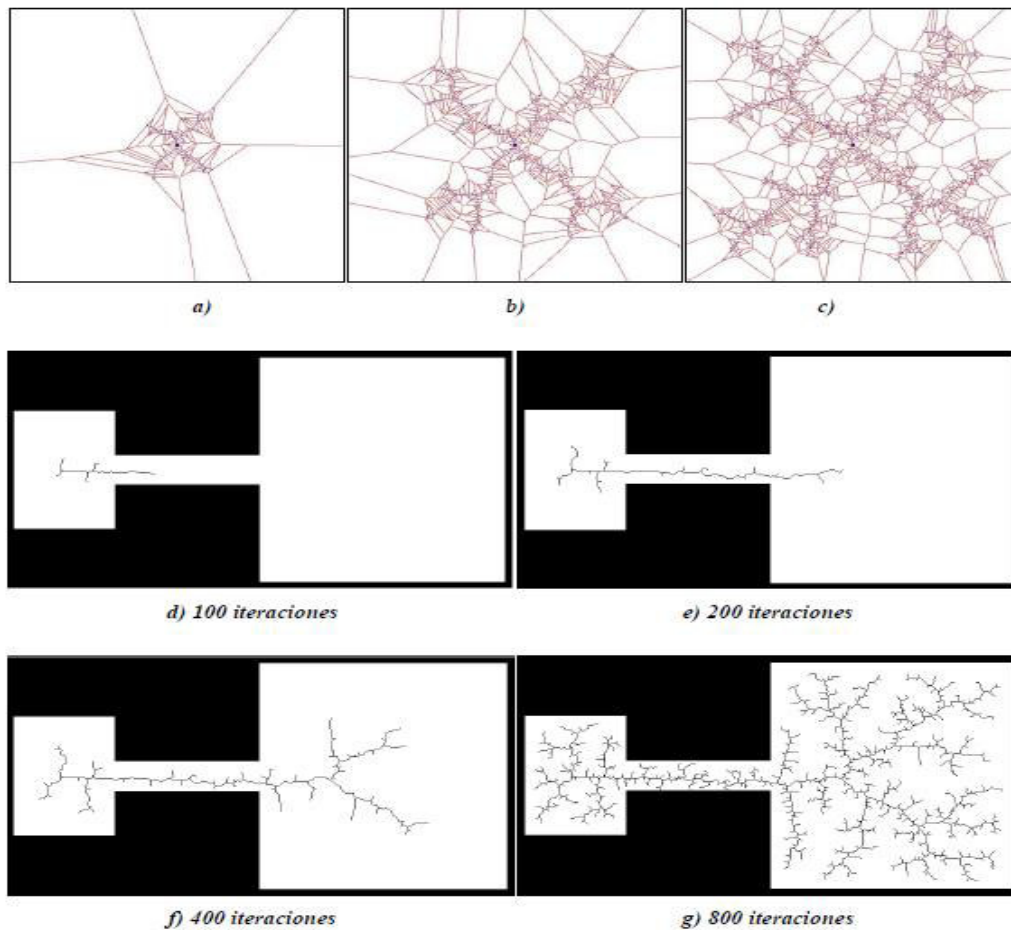 a) b) c)
d) 100 iteraciones e) 200 iteraciones
f) 400 iteraciones g) 800 iteraciones